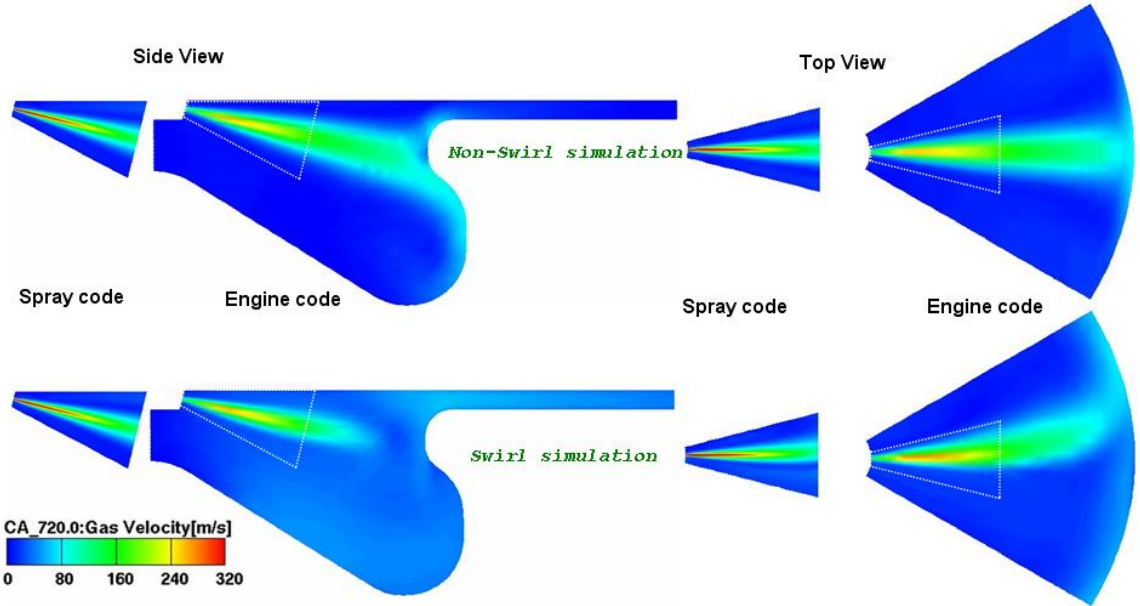 Side View
Top View
Non-Swirl simulation
Spray code
Engine code
Spray code
Engine code
Swirl simulation
CA_720.0:Gas Velocity[m/s]
0 80 160 240 320